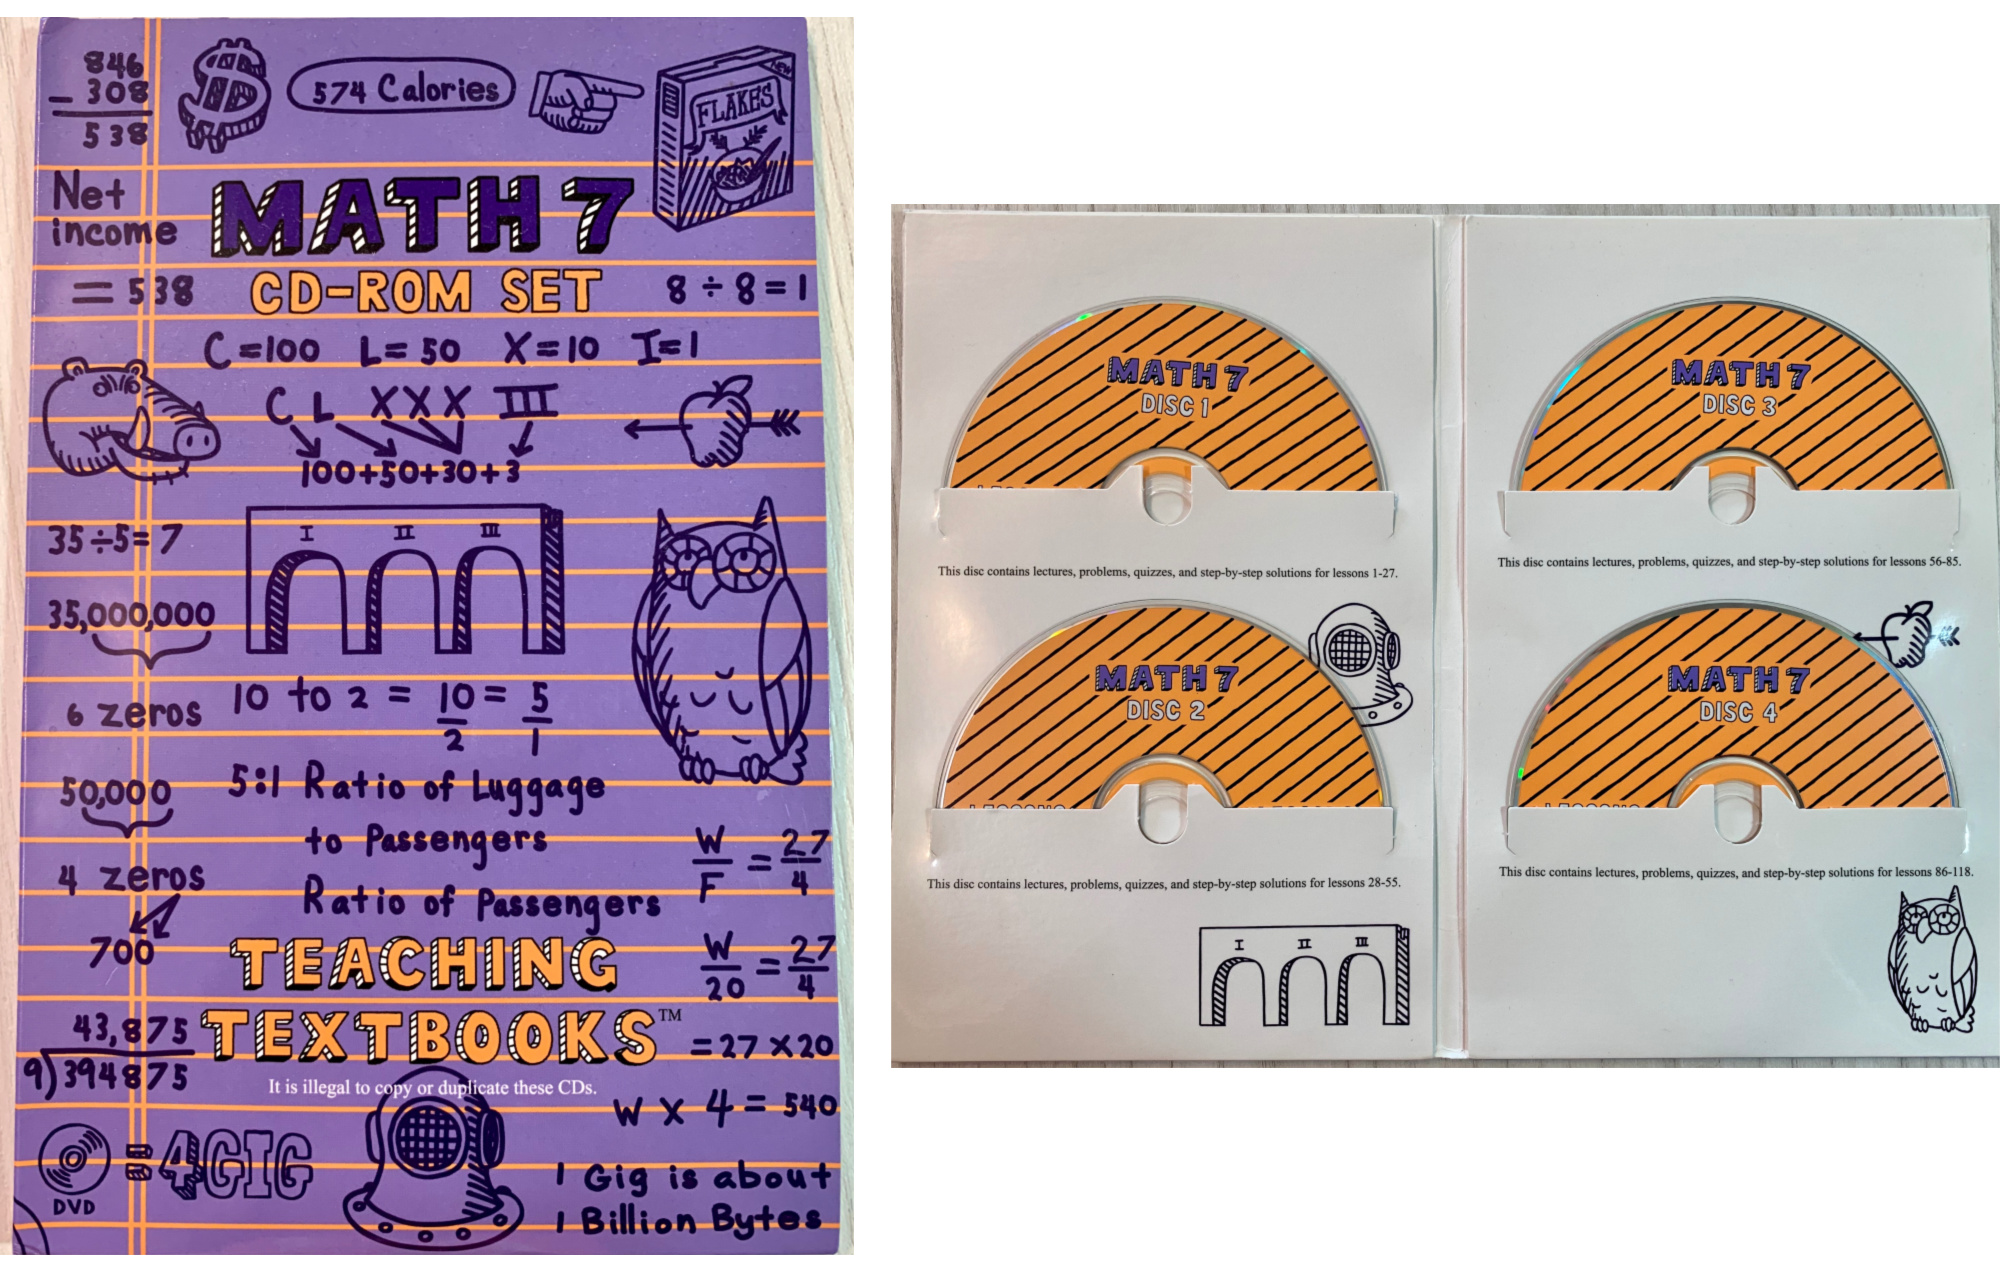 846
- 308
538
574 Calories
NEW
FLAKES
Net
income
= 538
MATH 7
CD-ROM SET
8 ÷ 8 = 1
C=100 L=50 X=10 I=1
C L XXX III
100+50+30+3
35÷5=7
I II III
35,000,000
6 zeros
10 to 2 = 10/2 = 5/1
50,000
5:1 Ratio of Luggage
to Passengers
Ratio of Passengers
4 zeros
700
W/F = 27/4
W/20 = 27/4
TEACHING
TEXTBOOKS™
= 27 x 20
43,875
9)394875
It is illegal to copy or duplicate these CDs.
W x 4 = 540
DVD
= 4GIG
1 Gig is about
1 Billion Bytes
MATH 7
DISC 1
This disc contains lectures, problems, quizzes, and step-by-step solutions for lessons 1-27.
MATH 7
DISC 2
LESSONS
This disc contains lectures, problems, quizzes, and step-by-step solutions for lessons 28-55.
I II III
MATH 7
DISC 3
This disc contains lectures, problems, quizzes, and step-by-step solutions for lessons 56-85.
MATH 7
DISC 4
LESSONS
This disc contains lectures, problems, quizzes, and step-by-step solutions for lessons 86-118.